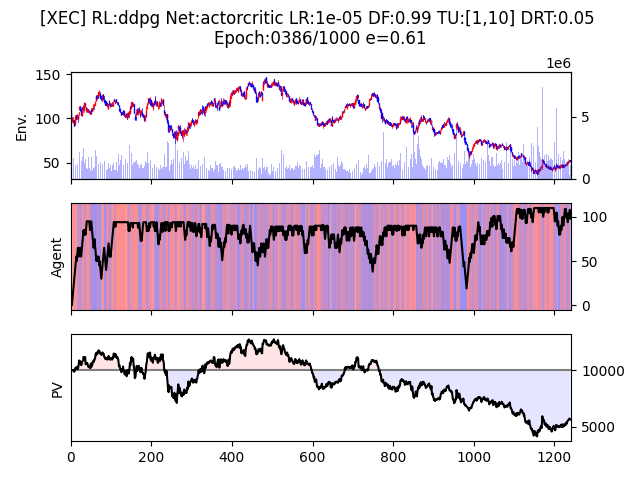 [XEC] RL:ddpg Net:actorcritic LR:1e-05 DF:0.99 TU:[1,10] DRT:0.05
Epoch:0386/1000 e=0.61
1e6
150
100
50
Env.
5
0
Agent
100
50
0
PV
10000
5000
0 200 400 600 800 1000 1200